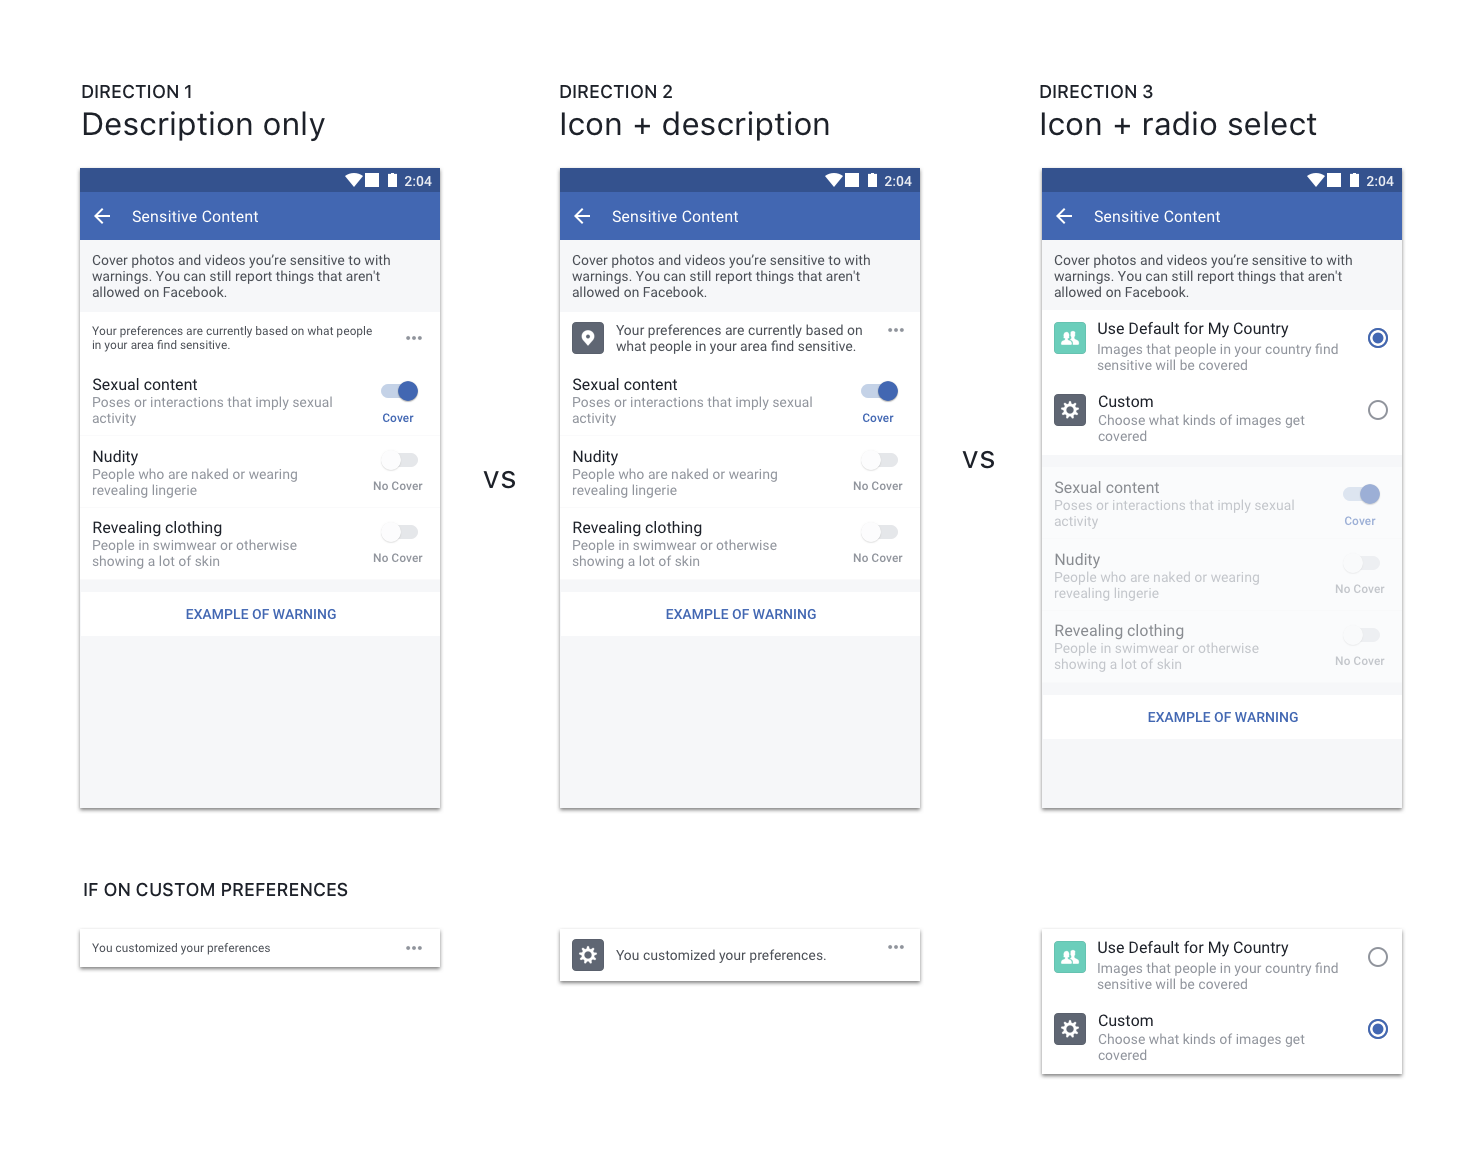 DIRECTION 1
Description only
2:04
Sensitive Content
Cover photos and videos you're sensitive to with
warnings. You can still report things that aren't
allowed on Facebook.
Your preferences are currently based on what people
in your area find sensitive.
Sexual content
Poses or interactions that imply sexual
activity
Cover
Nudity
People who are naked or wearing
revealing lingerie
No Cover
Revealing clothing
People in swimwear or otherwise
showing a lot of skin
No Cover
EXAMPLE OF WARNING
vs
DIRECTION 2
Icon + description
2:04
Sensitive Content
Cover photos and videos you're sensitive to with
warnings. You can still report things that aren't
allowed on Facebook.
Your preferences are currently based on
what people in your area find sensitive.
Sexual content
Poses or interactions that imply sexual
activity
Cover
Nudity
People who are naked or wearing
revealing lingerie
No Cover
Revealing clothing
People in swimwear or otherwise
showing a lot of skin
No Cover
EXAMPLE OF WARNING
vs
DIRECTION 3
Icon + radio select
2:04
Sensitive Content
Cover photos and videos you're sensitive to with
warnings. You can still report things that aren't
allowed on Facebook.
Use Default for My Country
Images that people in your country find
sensitive will be covered
Custom
Choose what kinds of images get
covered
Sexual content
Poses or interactions that imply sexual
activity
Cover
Nudity
People who are naked or wearing
revealing lingerie
No Cover
Revealing clothing
People in swimwear or otherwise
showing a lot of skin
No Cover
EXAMPLE OF WARNING
IF ON CUSTOM PREFERENCES
You customized your preferences
You customized your preferences.
Use Default for My Country
Images that people in your country find
sensitive will be covered
Custom
Choose what kinds of images get
covered